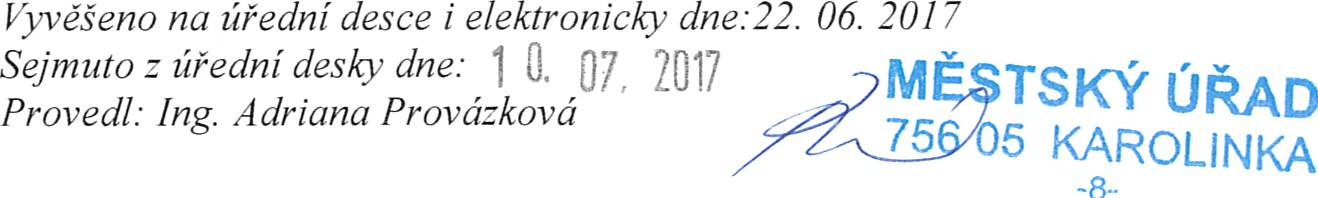 Vyvěšeno na úřední desce i elektronicky dne:22. 06. 2017
Sejmuto z úřední desky dne: 10. 07. 2017
Provedl: Ing. Adriana Provázková
MĚSTSKÝ ÚŘAD
756 05 KAROLINKA
-8-